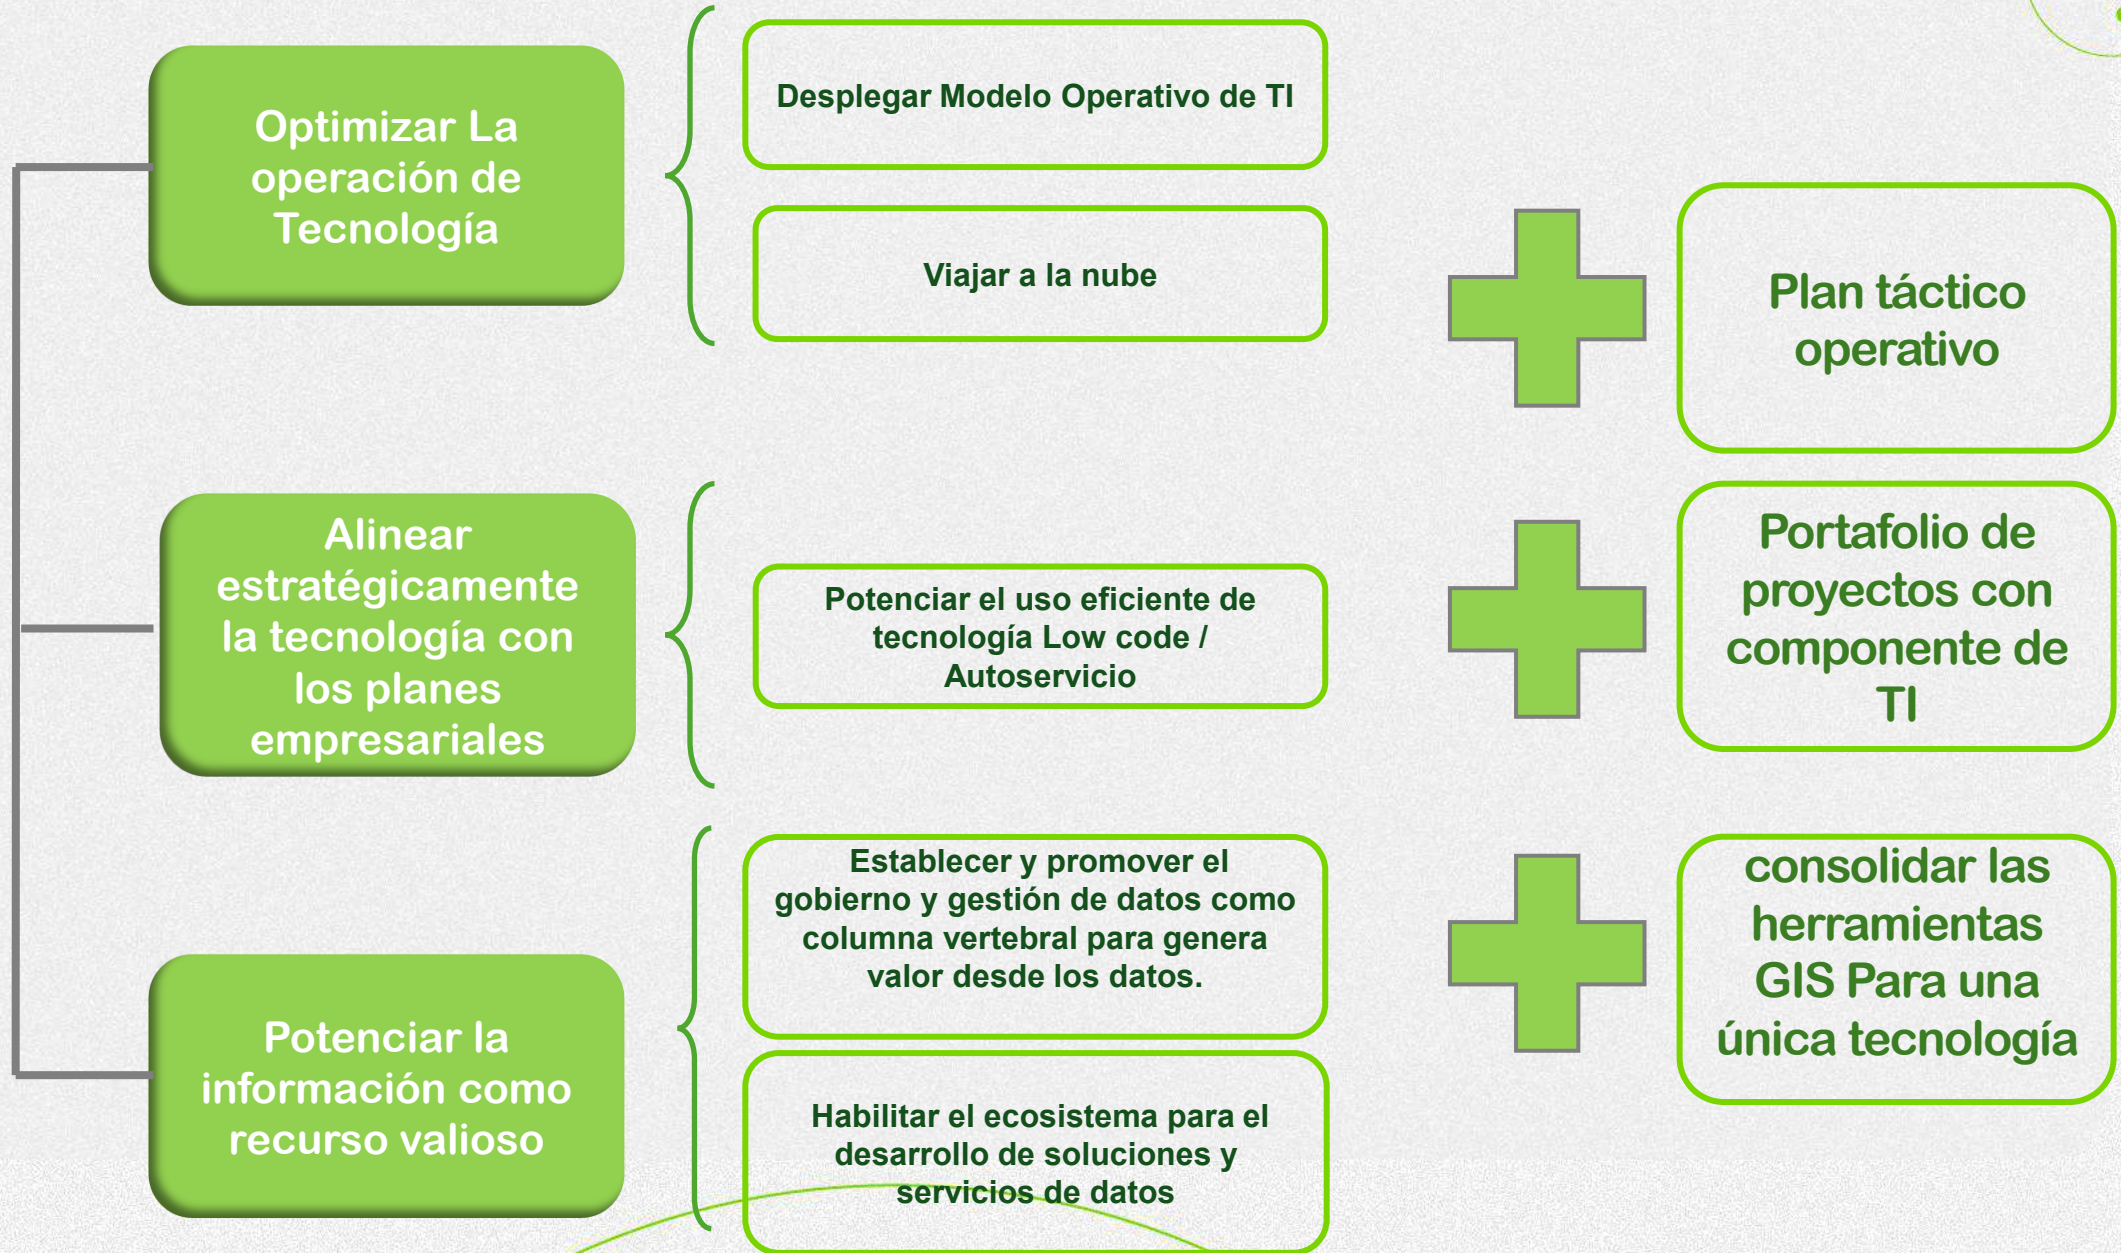 Optimizar La
operación de
Tecnología
Desplegar Modelo Operativo de TI
Viajar a la nube
Plan táctico
operativo
Alinear
estratégicamente
la tecnología con
los planes
empresariales
Potenciar el uso eficiente de
tecnología Low code /
Autoservicio
Portafolio de
proyectos con
componente de
TI
Potenciar la
información como
recurso valioso
Establecer y promover el
gobierno y gestión de datos como
columna vertebral para genera
valor desde los datos.
Habilitar el ecosistema para el
desarrollo de soluciones y
servicios de datos
consolidar las
herramientas
GIS Para una
única tecnología